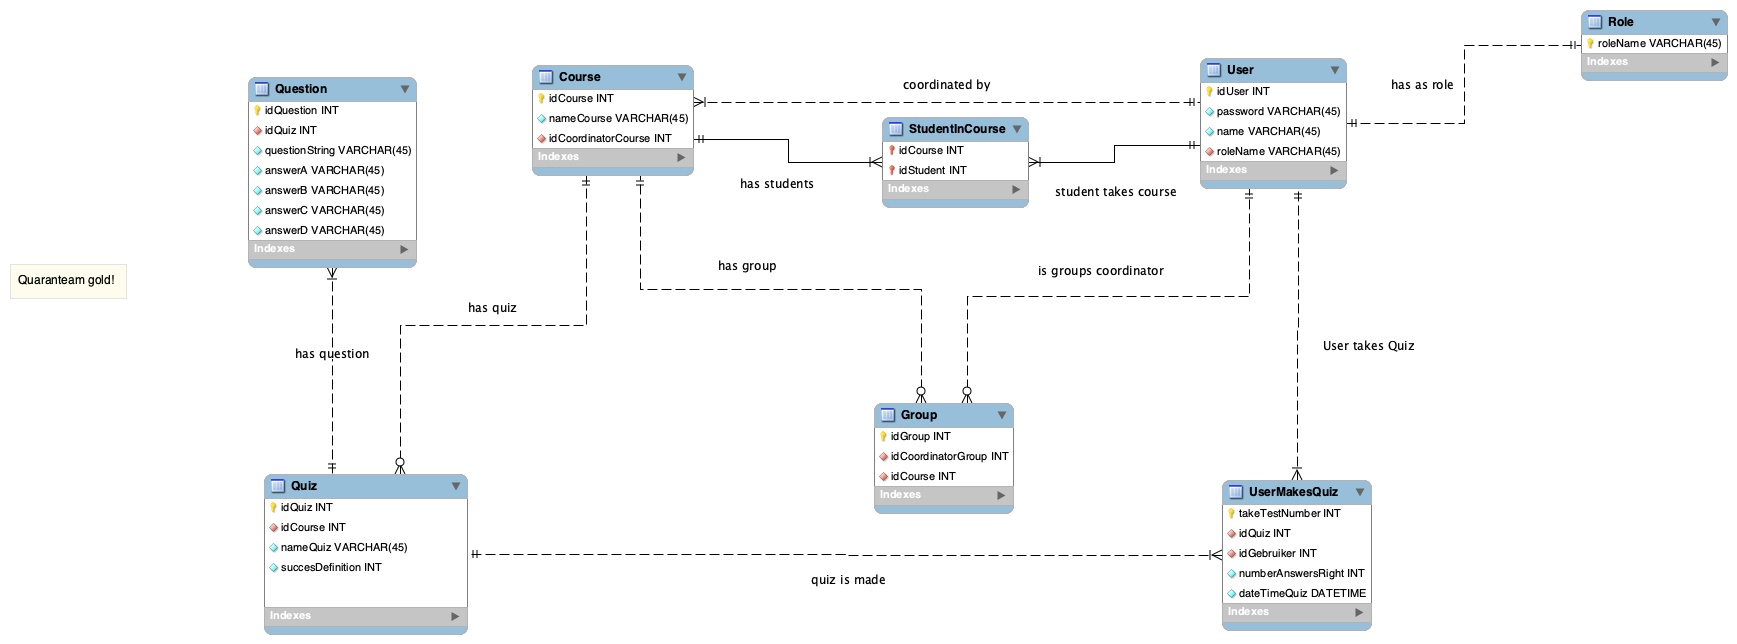 Role
roleName VARCHAR(45)
Indexes
has as role
User
idUser INT
password VARCHAR(45)
name VARCHAR(45)
roleName VARCHAR(45)
Indexes
coordinated by
Course
idCourse INT
nameCourse VARCHAR(45)
idCoordinatorCourse INT
Indexes
Question
idQuestion INT
idQuiz INT
questionString VARCHAR(45)
answerA VARCHAR(45)
answerB VARCHAR(45)
answerC VARCHAR(45)
answerD VARCHAR(45)
Indexes
StudentInCourse
idCourse INT
idStudent INT
Indexes
has students
student takes course
Quaranteam gold!
has group
is groups coordinator
has quiz
has question
User takes Quiz
Group
idGroup INT
idCoordinatorGroup INT
idCourse INT
Indexes
Quiz
idQuiz INT
idCourse INT
nameQuiz VARCHAR(45)
succesDefinition INT
Indexes
quiz is made
UserMakesQuiz
takeTestNumber INT
idQuiz INT
idGebruiker INT
numberAnswersRight INT
dateTimeQuiz DATETIME
Indexes